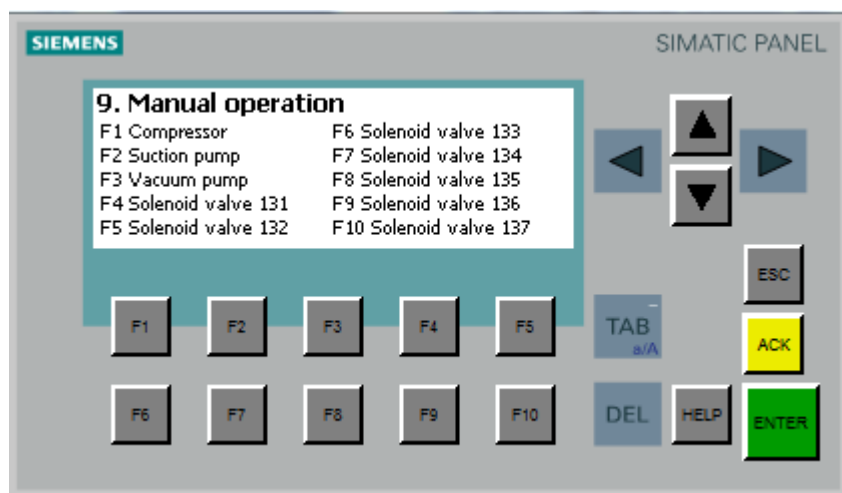 SIEMENS
SIMATIC PANEL
9. Manual operation
F1 Compressor
F2 Suction pump
F3 Vacuum pump
F4 Solenoid valve 131
F5 Solenoid valve 132
F6 Solenoid valve 133
F7 Solenoid valve 134
F8 Solenoid valve 135
F9 Solenoid valve 136
F10 Solenoid valve 137
ESC
F1 F2 F3 F4 F5
TAB
a/A
ACK
F6 F7 F8 F9 F10
DEL
HELP
ENTER